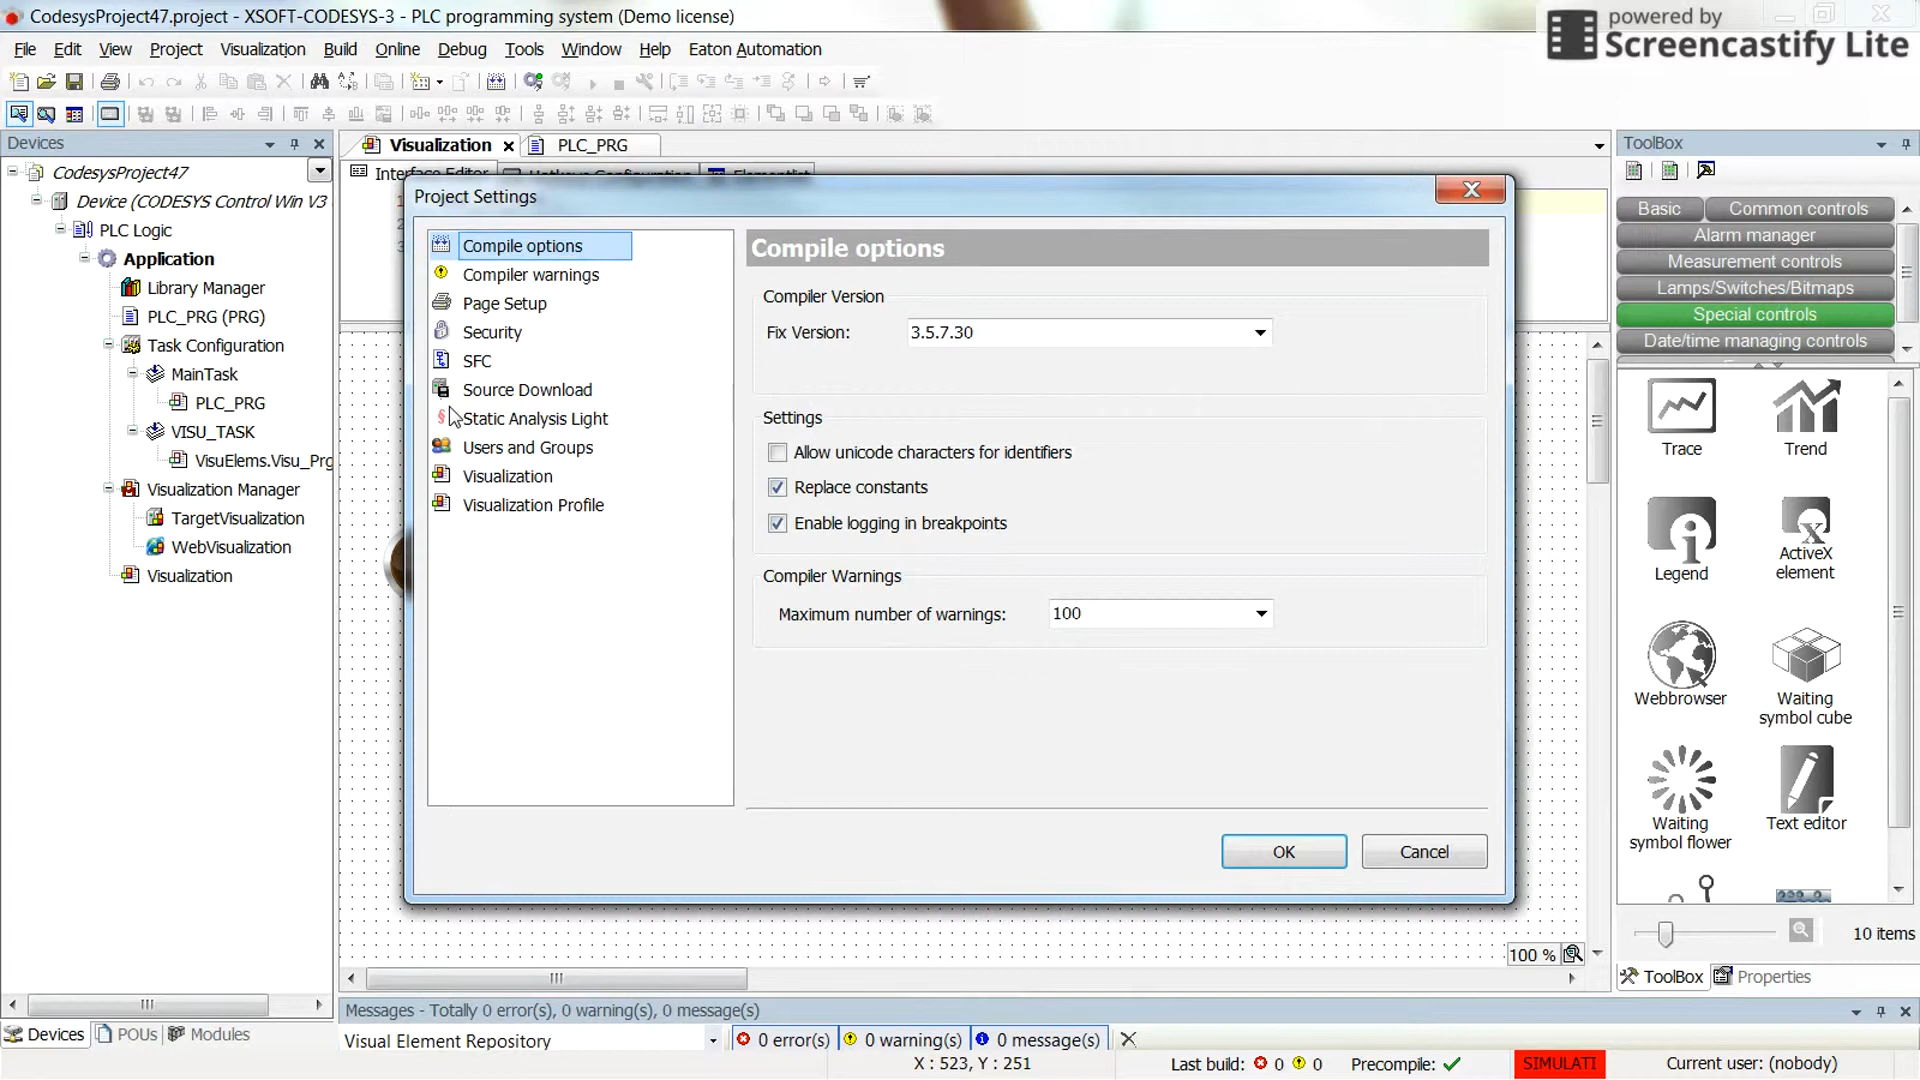 CodesysProject47.project - XSOFT-CODESYS-3 - PLC programming system (Demo license)
powered by
Screencastify Lite
File Edit View Project Visualization Build Online Debug Tools Window Help Eaton Automation
Devices
CodesysProject47
Device (CODESYS Control Win V3
PLC Logic
Application
Library Manager
PLC_PRG (PRG)
Task Configuration
MainTask
PLC_PRG
VISU_TASK
VisuElems.Visu_Prg
Visualization Manager
TargetVisualization
WebVisualization
Visualization
Devices POUs Modules
Visualization PLC_PRG
Interface Editor Hotkeys Configuration Elementlist
Project Settings
Compile options
Compiler warnings
Page Setup
Security
SFC
Source Download
Static Analysis Light
Users and Groups
Visualization
Visualization Profile
Compile options
Compiler Version
Fix Version: 3.5.7.30
Settings
Allow unicode characters for identifiers
Replace constants
Enable logging in breakpoints
Compiler Warnings
Maximum number of warnings: 100
OK Cancel
100 %
ToolBox
Basic Common controls
Alarm manager
Measurement controls
Lamps/Switches/Bitmaps
Special controls
Date/time managing controls
Trace Trend
Legend ActiveX element
Webbrowser Waiting symbol cube
Waiting symbol flower Text editor
10 items
ToolBox Properties
Messages - Totally 0 error(s), 0 warning(s), 0 message(s)
Visual Element Repository 0 error(s) 0 warning(s) 0 message(s)
X : 523, Y : 251 Last build: 0 0 Precompile: SIMULATI Current user: (nobody)